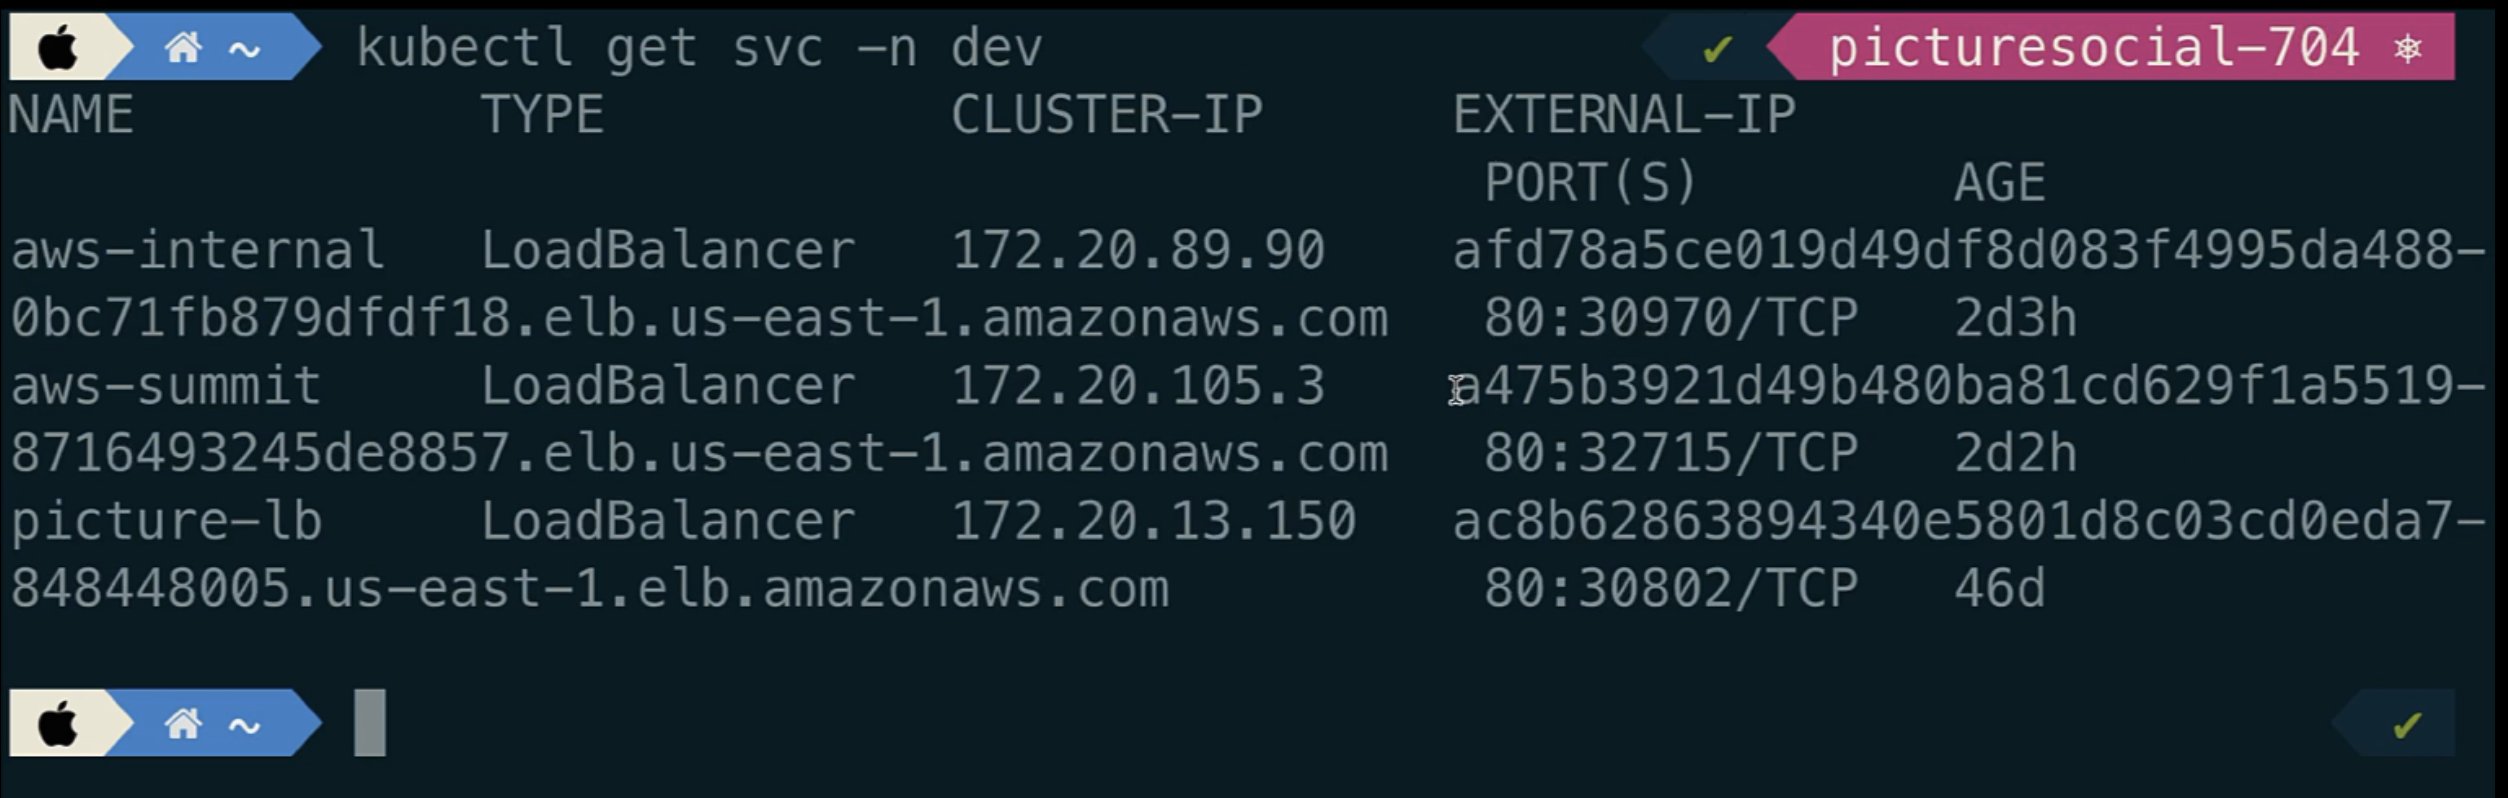 ~ kubectl get svc -n dev ✔ picturesocial-704
NAME TYPE CLUSTER-IP EXTERNAL-IP
PORT(S) AGE
aws-internal LoadBalancer 172.20.89.90 afd78a5ce019d49df8d083f4995da488-
0bc71fb879dfdf18.elb.us-east-1.amazonaws.com 80:30970/TCP 2d3h
aws-summit LoadBalancer 172.20.105.3 a475b3921d49b480ba81cd629f1a5519-
8716493245de8857.elb.us-east-1.amazonaws.com 80:32715/TCP 2d2h
picture-lb LoadBalancer 172.20.13.150 ac8b62863894340e5801d8c03cd0eda7-
848448005.us-east-1.elb.amazonaws.com 80:30802/TCP 46d
~ ✔